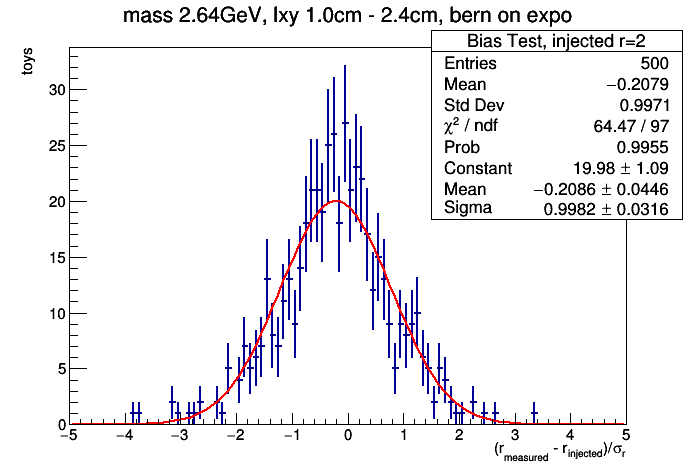 mass 2.64GeV, lxy 1.0cm - 2.4cm, bern on expo
Bias Test, injected r=2
Entries 500
Mean −0.2079
Std Dev 0.9971
χ² / ndf 64.47 / 97
Prob 0.9955
Constant 19.98 ± 1.09
Mean −0.2086 ± 0.0446
Sigma 0.9982 ± 0.0316
toys
30
25
20
15
10
5
0
−5 −4 −3 −2 −1 0 1 2 3 4 5
(r_measured - r_injected)/σ_r